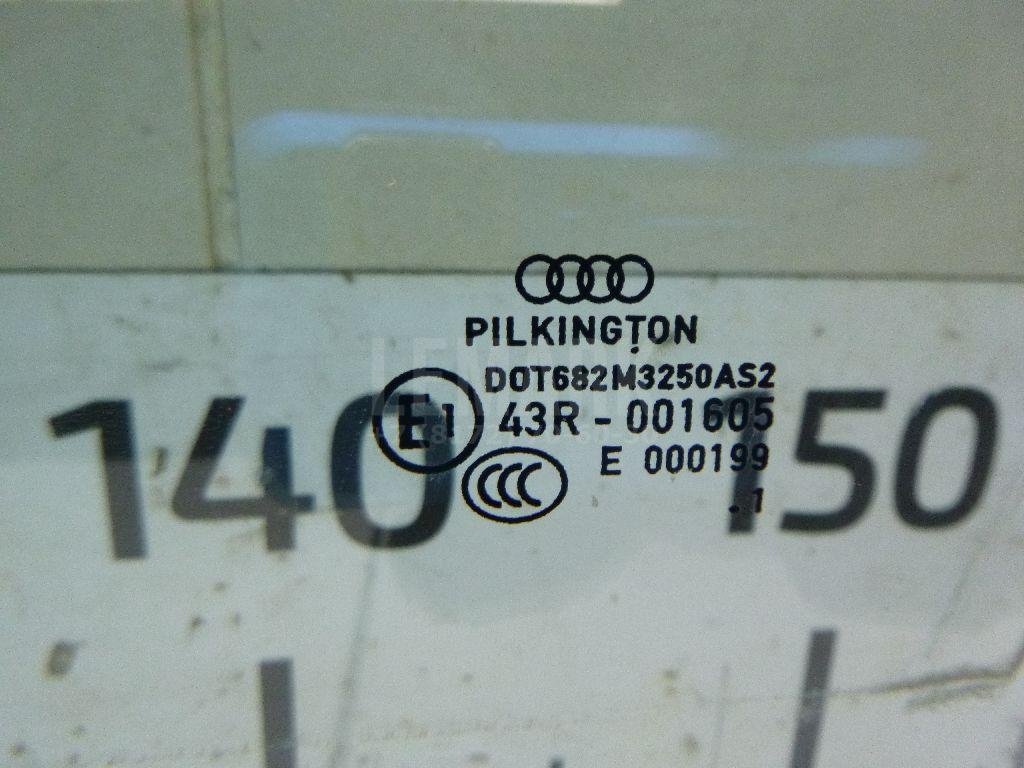 PILKINGTON
DOT682M3250AS2
E1 43R - 001605
E 000199
CCC
.1
140 150